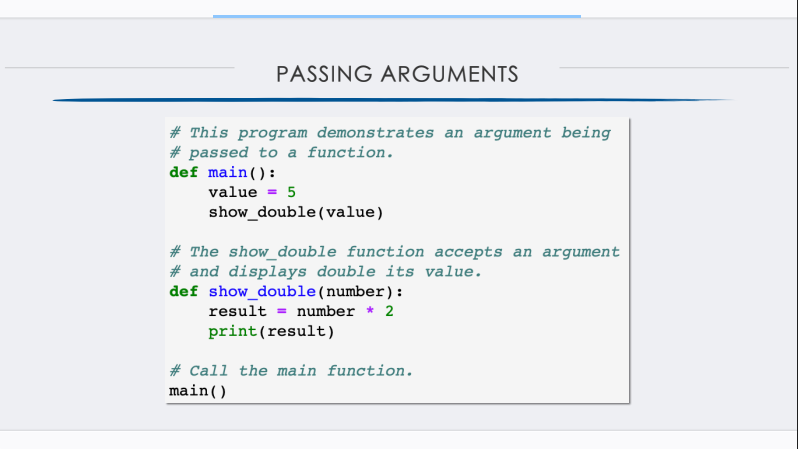 PASSING ARGUMENTS
# This program demonstrates an argument being
# passed to a function.
def main():
    value = 5
    show_double(value)
# The show_double function accepts an argument
# and displays double its value.
def show_double(number):
    result = number * 2
    print(result)
# Call the main function.
main()